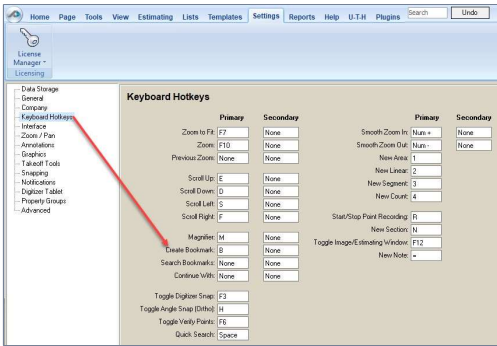 Home Page Tools View Estimating Lists Templates Settings Reports Help U-T-H Plugins Search Undo
License
Manager
Licensing
Data Storage
General
Company
Keyboard Hotkeys
Interface
Zoom / Pan
Annotations
Graphics
Takeoff Tools
Snapping
Notifications
Digitizer Tablet
Property Groups
Advanced
Keyboard Hotkeys
Primary Secondary
Zoom to Fit: F7 None
Zoom: F10 None
Previous Zoom: None None
Scroll Up: E None
Scroll Down: D None
Scroll Left: S None
Scroll Right: F None
Magnifier: M None
Create Bookmark: B None
Search Bookmarks: None None
Continue With: None None
Toggle Digitizer Snap: F3
Toggle Angle Snap (Ortho): H
Toggle Verify Points: F6
Quick Search: Space
Primary Secondary
Smooth Zoom In: Num + None
Smooth Zoom Out: Num - None
New Area: 1
New Linear: 2
New Segment: 3
New Count: 4
Start/Stop Point Recording: R
New Section: N
Toggle Image/Estimating Window: F12
New Note: =